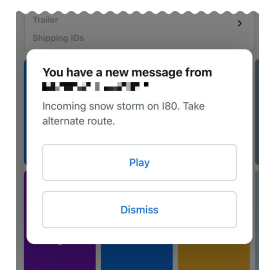 Trailer
Shipping IDs
You have a new message from
Incoming snow storm on I80. Take
alternate route.
Play
Dismiss